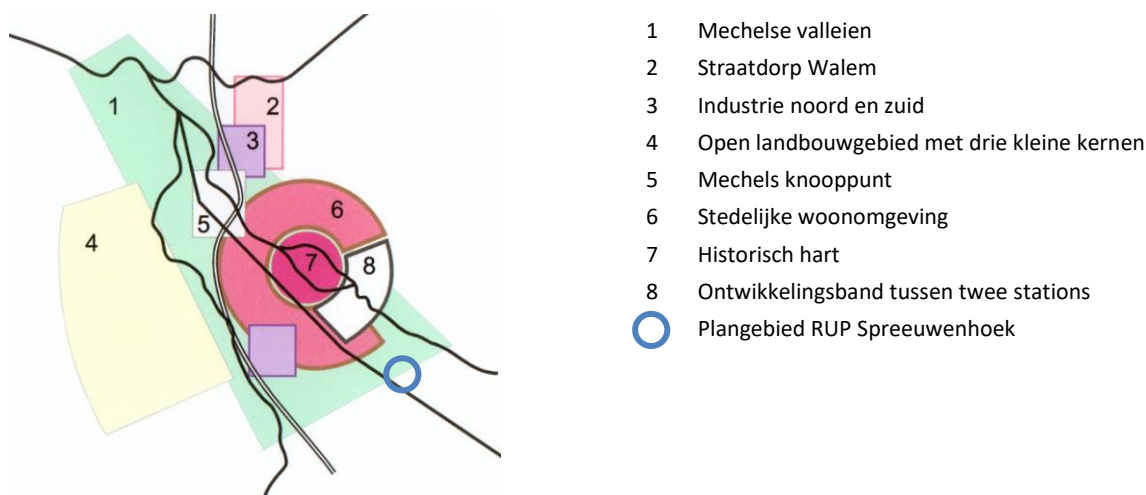 1
2
3
4
5
6
7
8
1 Mechelse valleien
2 Straatdorp Walem
3 Industrie noord en zuid
4 Open landbouwgebied met drie kleine kernen
5 Mechels knooppunt
6 Stedelijke woonomgeving
7 Historisch hart
8 Ontwikkelingsband tussen twee stations
Plangebied RUP Spreeuwenhoek